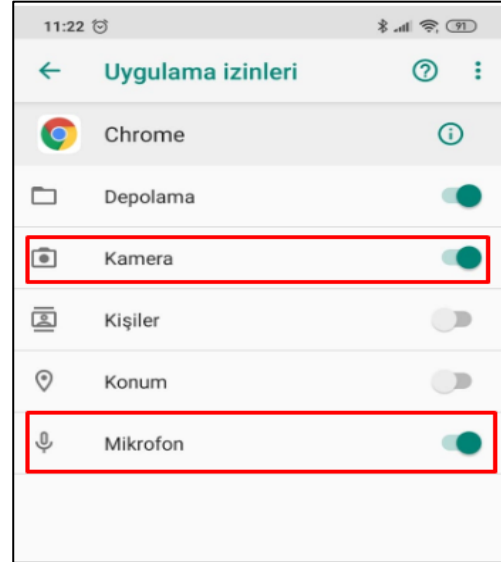 11:22 91
Uygulama izinleri
Chrome
Depolama
Kamera
Kişiler
Konum
Mikrofon